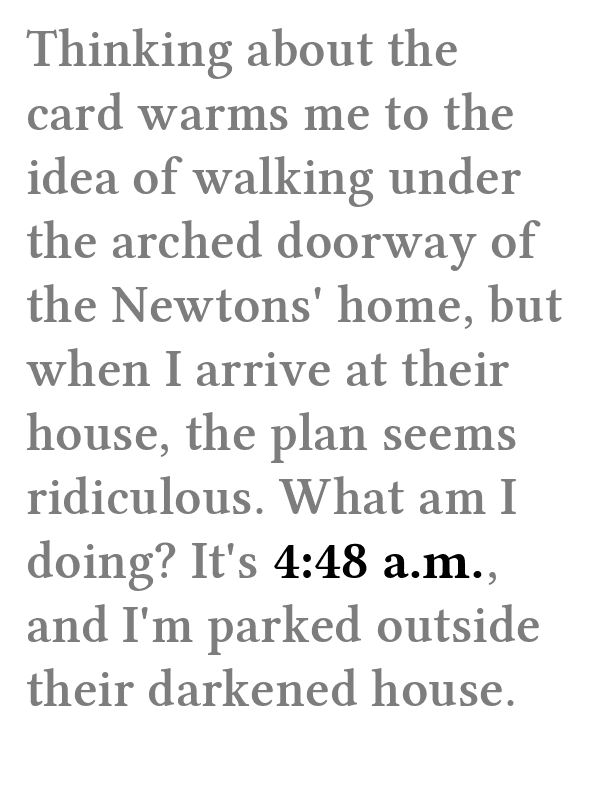 Thinking about the
card warms me to the
idea of walking under
the arched doorway of
the Newtons' home, but
when I arrive at their
house, the plan seems
ridiculous. What am I
doing? It's 4:48 a.m.,
and I'm parked outside
their darkened house.